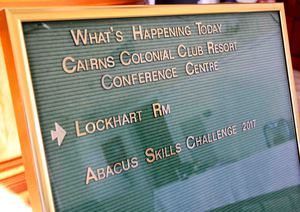 What's Happening Today
Cairns Colonial Club Resort
Conference Centre
Lockhart Rm
Abacus Skills Challenge 2017